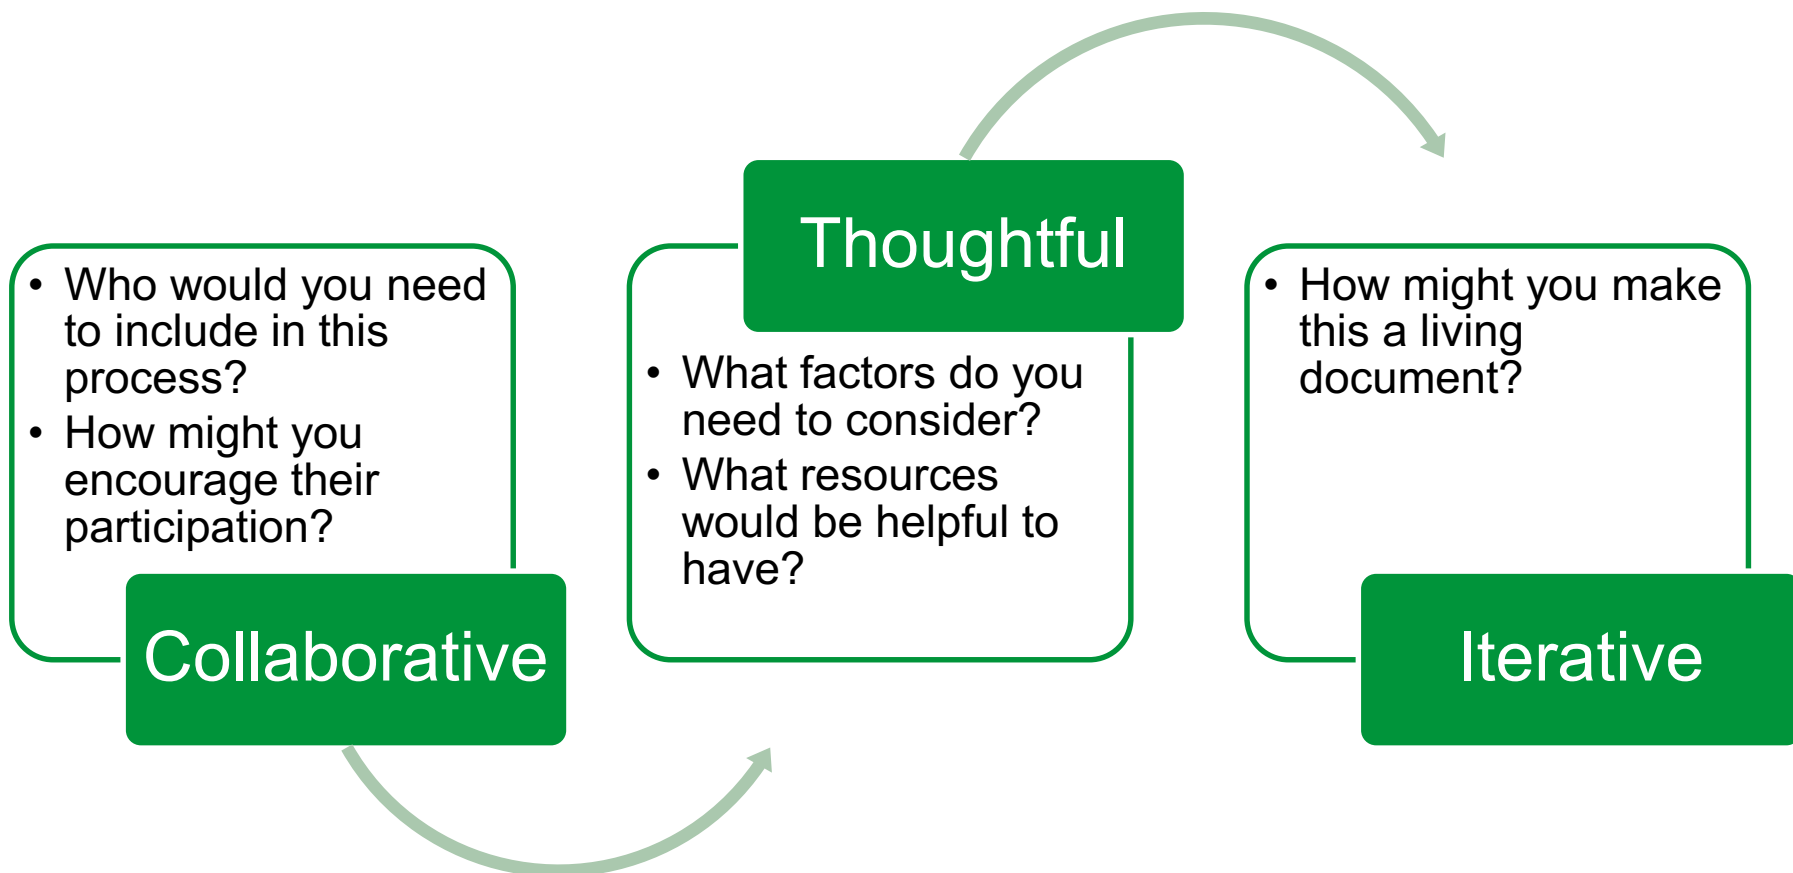 • Who would you need
to include in this
process?
• How might you
encourage their
participation?
Collaborative
Thoughtful
• What factors do you
need to consider?
• What resources
would be helpful to
have?
• How might you make
this a living
document?
Iterative